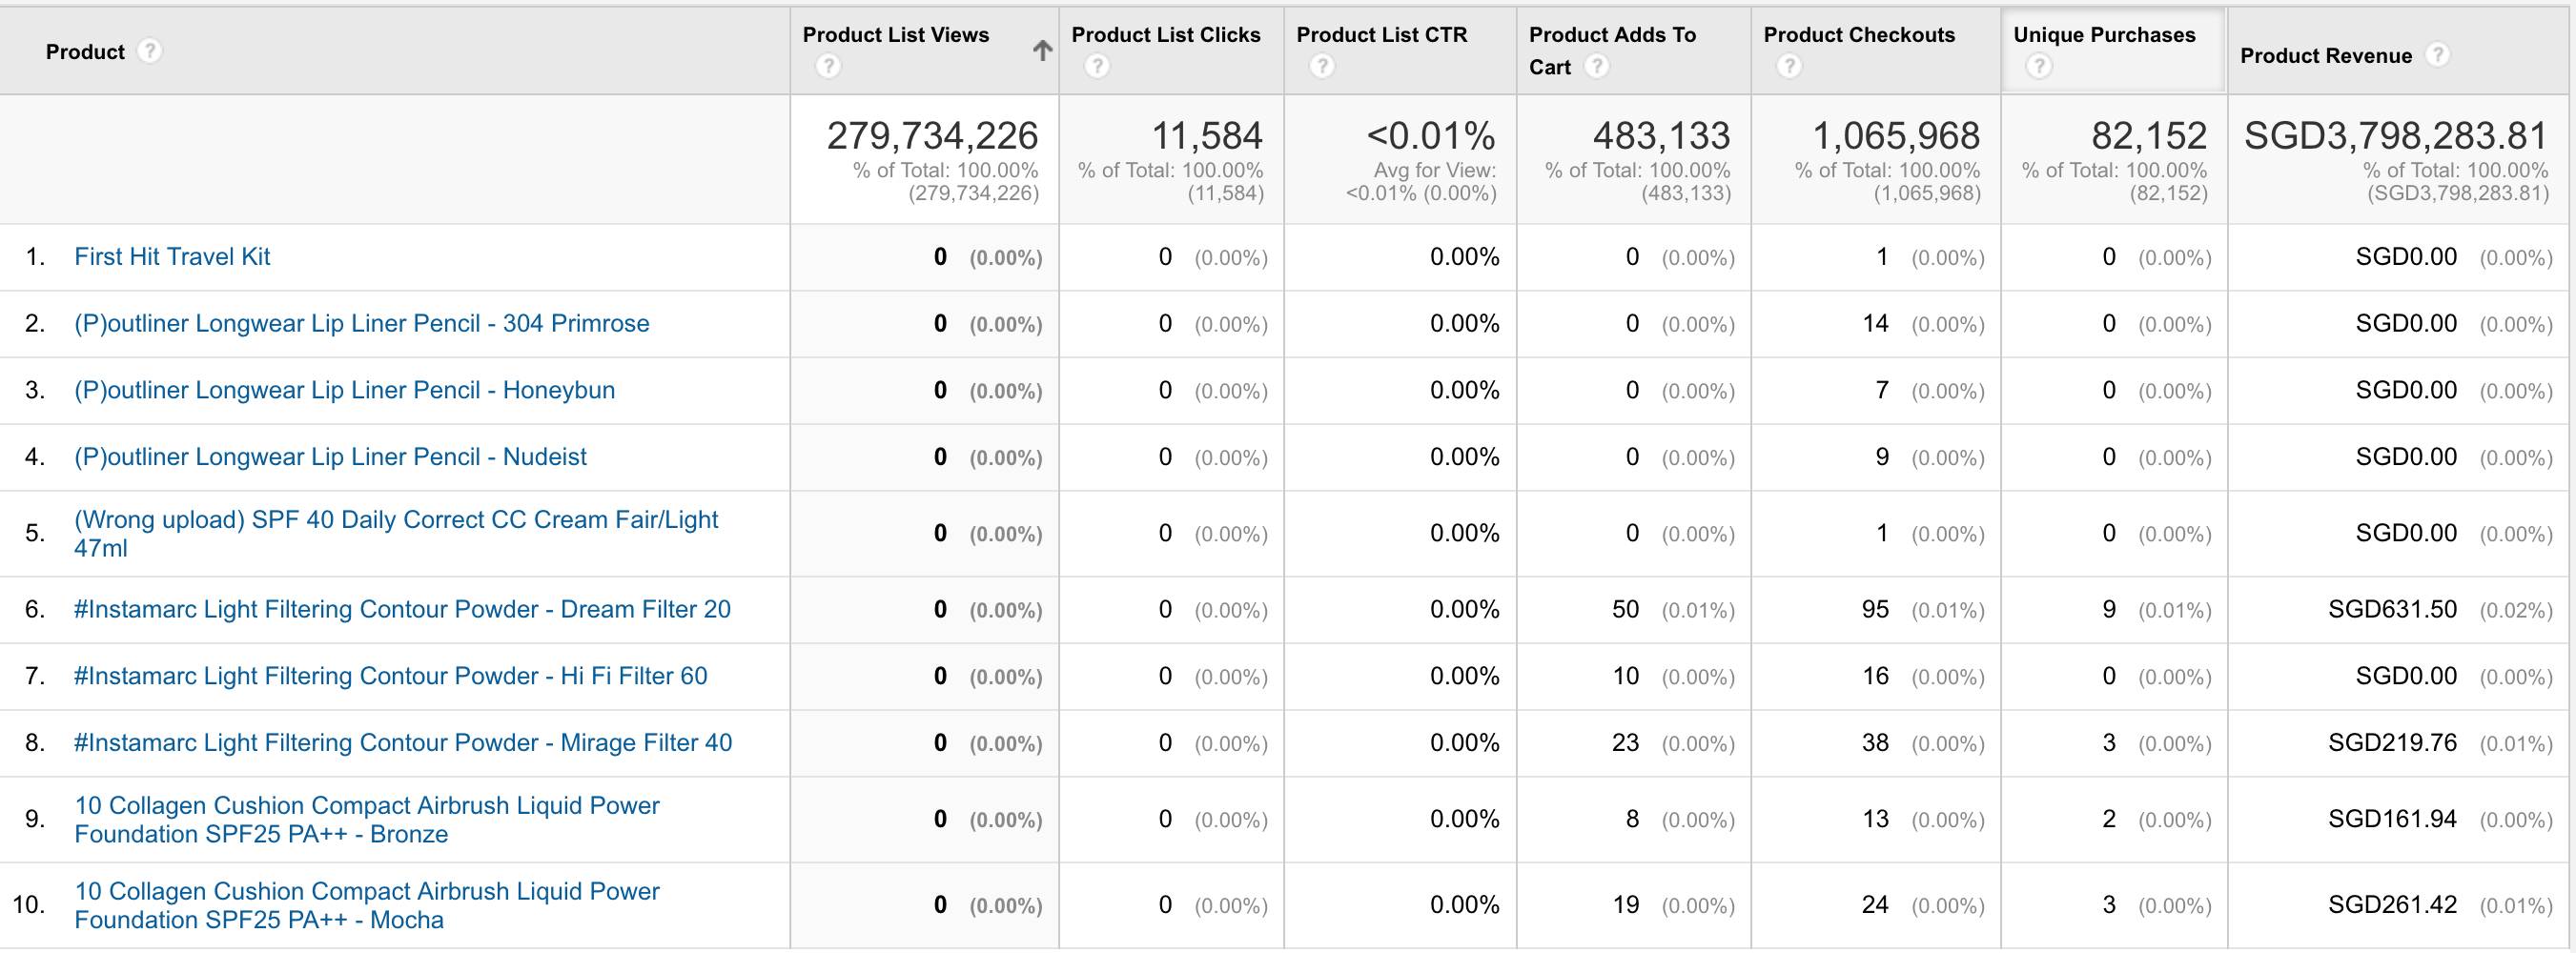 Product ?
Product List Views ?
Product List Clicks ?
Product List CTR ?
Product Adds To
Cart ?
Product Checkouts ?
Unique Purchases ?
Product Revenue ?
279,734,226
% of Total: 100.00%
(279,734,226)
11,584
% of Total: 100.00%
(11,584)
<0.01%
Avg for View:
<0.01% (0.00%)
483,133
% of Total: 100.00%
(483,133)
1,065,968
% of Total: 100.00%
(1,065,968)
82,152
% of Total: 100.00%
(82,152)
SGD3,798,283.81
% of Total: 100.00%
(SGD3,798,283.81)
1. First Hit Travel Kit 0 (0.00%) 0 (0.00%) 0.00% 0 (0.00%) 1 (0.00%) 0 (0.00%) SGD0.00 (0.00%)
2. (P)outliner Longwear Lip Liner Pencil - 304 Primrose 0 (0.00%) 0 (0.00%) 0.00% 0 (0.00%) 14 (0.00%) 0 (0.00%) SGD0.00 (0.00%)
3. (P)outliner Longwear Lip Liner Pencil - Honeybun 0 (0.00%) 0 (0.00%) 0.00% 0 (0.00%) 7 (0.00%) 0 (0.00%) SGD0.00 (0.00%)
4. (P)outliner Longwear Lip Liner Pencil - Nudeist 0 (0.00%) 0 (0.00%) 0.00% 0 (0.00%) 9 (0.00%) 0 (0.00%) SGD0.00 (0.00%)
5. (Wrong upload) SPF 40 Daily Correct CC Cream Fair/Light
47ml 0 (0.00%) 0 (0.00%) 0.00% 0 (0.00%) 1 (0.00%) 0 (0.00%) SGD0.00 (0.00%)
6. #Instamarc Light Filtering Contour Powder - Dream Filter 20 0 (0.00%) 0 (0.00%) 0.00% 50 (0.01%) 95 (0.01%) 9 (0.01%) SGD631.50 (0.02%)
7. #Instamarc Light Filtering Contour Powder - Hi Fi Filter 60 0 (0.00%) 0 (0.00%) 0.00% 10 (0.00%) 16 (0.00%) 0 (0.00%) SGD0.00 (0.00%)
8. #Instamarc Light Filtering Contour Powder - Mirage Filter 40 0 (0.00%) 0 (0.00%) 0.00% 23 (0.00%) 38 (0.00%) 3 (0.00%) SGD219.76 (0.01%)
9. 10 Collagen Cushion Compact Airbrush Liquid Power
Foundation SPF25 PA++ - Bronze 0 (0.00%) 0 (0.00%) 0.00% 8 (0.00%) 13 (0.00%) 2 (0.00%) SGD161.94 (0.00%)
10. 10 Collagen Cushion Compact Airbrush Liquid Power
Foundation SPF25 PA++ - Mocha 0 (0.00%) 0 (0.00%) 0.00% 19 (0.00%) 24 (0.00%) 3 (0.00%) SGD261.42 (0.01%)